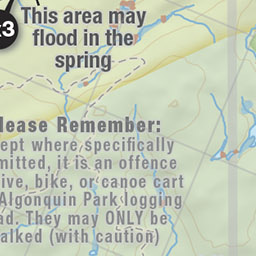 This area may
flood in the
spring
:3
lease Remember:
ept where specifically
mitted, it is an offence
ive, bike, or canoe cart
Algonquin Park logging
ad. They may ONLY be
alked (with caution)